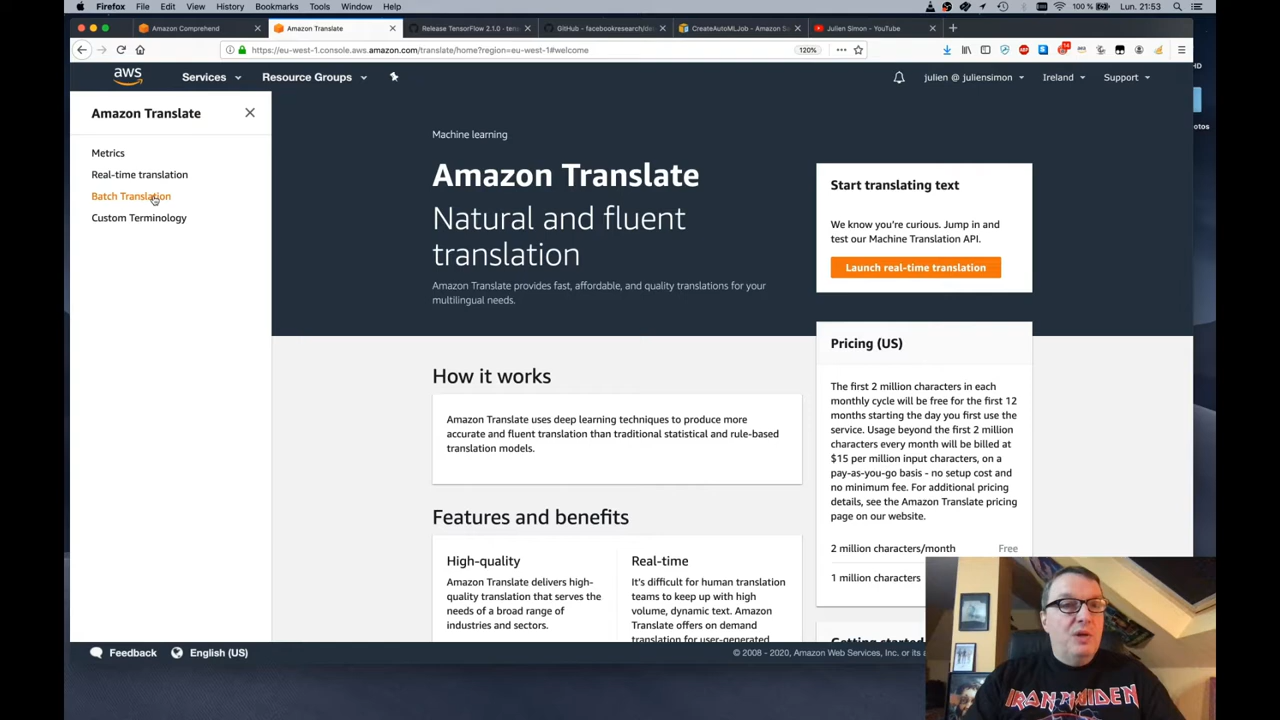 Firefox File Edit View History Bookmarks Tools Window Help
100 % Lun. 21:53
Amazon Comprehend
Amazon Translate
Release TensorFlow 2.1.0 · tens
GitHub - facebookresearch/de
CreateAutoMLJob - Amazon S
Julien Simon - YouTube
https://eu-west-1.console.aws.amazon.com/translate/home?region=eu-west-1#welcome
120%
aws
Services
Resource Groups
julien @ juliensimon
Ireland
Support
Amazon Translate
Metrics
Real-time translation
Batch Translation
Custom Terminology
Machine learning
Amazon Translate
Natural and fluent
translation
Amazon Translate provides fast, affordable, and quality translations for your
multilingual needs.
Start translating text
We know you're curious. Jump in and
test our Machine Translation API.
Launch real-time translation
Pricing (US)
The first 2 million characters in each
monthly cycle will be free for the first 12
months starting the day you first use the
service. Usage beyond the first 2 million
characters every month will be billed at
$15 per million input characters, on a
pay-as-you-go basis - no setup cost and
no minimum fee. For additional pricing
details, see the Amazon Translate pricing
page on our website.
2 million characters/month Free
1 million characters
Getting started
How it works
Amazon Translate uses deep learning techniques to produce more
accurate and fluent translation than traditional statistical and rule-based
translation models.
Features and benefits
High-quality
Amazon Translate delivers high-
quality translation that serves the
needs of a broad range of
industries and sectors.
Real-time
It's difficult for human translation
teams to keep up with high
volume, dynamic text. Amazon
Translate offers on demand
translation for user-generated
Feedback
English (US)
© 2008 - 2020, Amazon Web Services, Inc. or its a
IRON MAIDEN